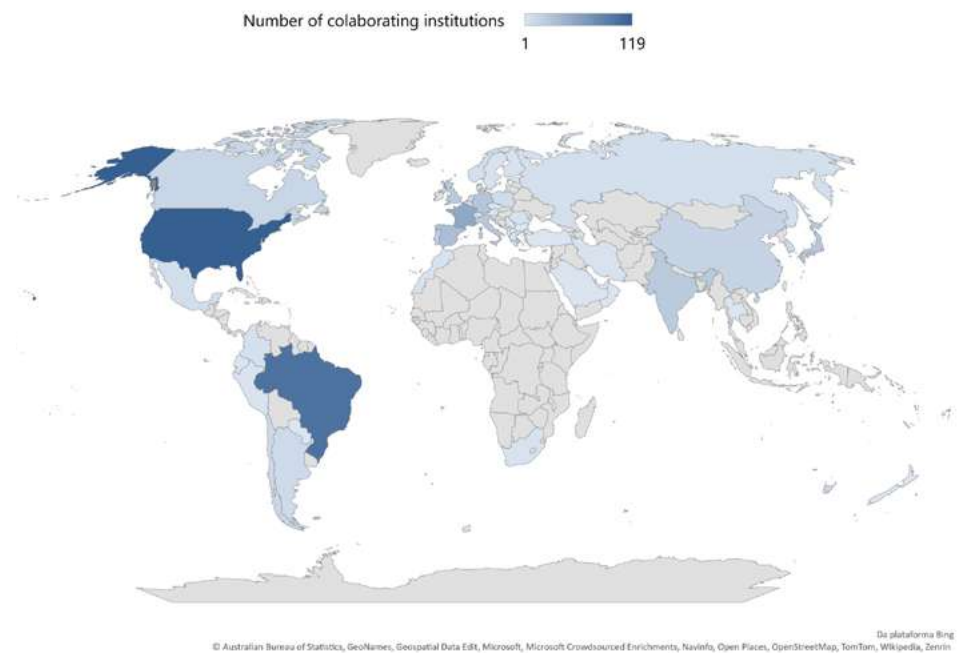 Number of colaborating institutions
1 119
Da plataforma Bing
© Australian Bureau of Statistics, GeoNames, Geospatial Data Edit, Microsoft, Microsoft Crowdsourced Enrichments, Navinfo, Open Places, OpenStreetMap, TomTom, Wikipedia, Zenrin